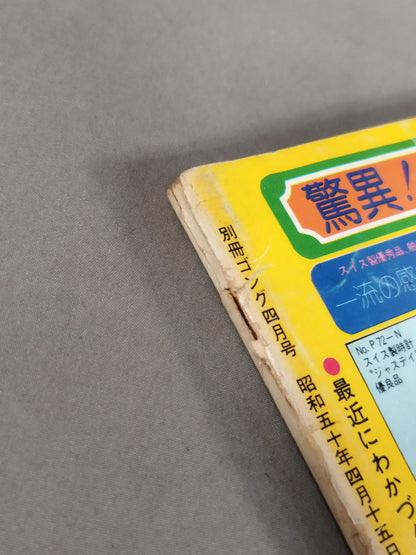 別冊ゴング四月号 昭和五十年四月十五日
驚異!
スイス製優秀品、
一流の感
No. P72-N
スイス製時計
"ジャスティ
優良品
●最近にわかづ